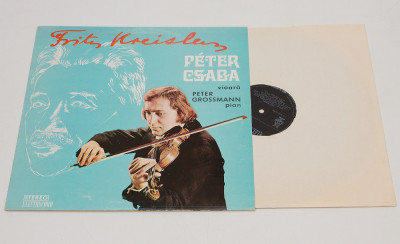 Fritz Kreisler
PÉTER
CSABA
vioară
PETER
GROSSMANN
pian
STEREO
ELECTRECORD